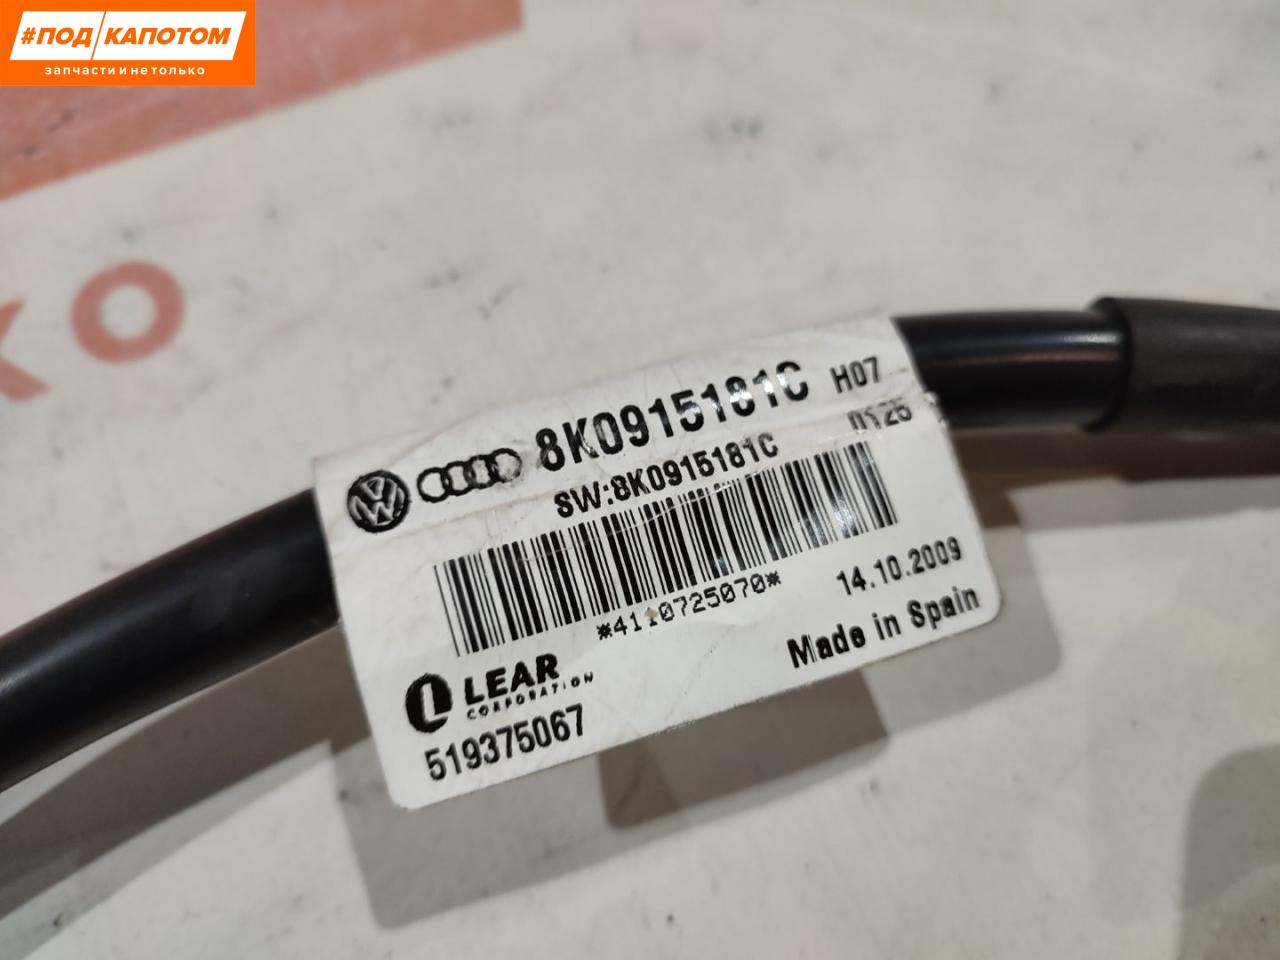 #ПОД КАПОТОМ
запчасти и не только
КО
8K0915181C H07
SW:8K0915181C 0125
*4110725070*
14.10.2009
Made in Spain
LEAR
CORPORATION
519375067